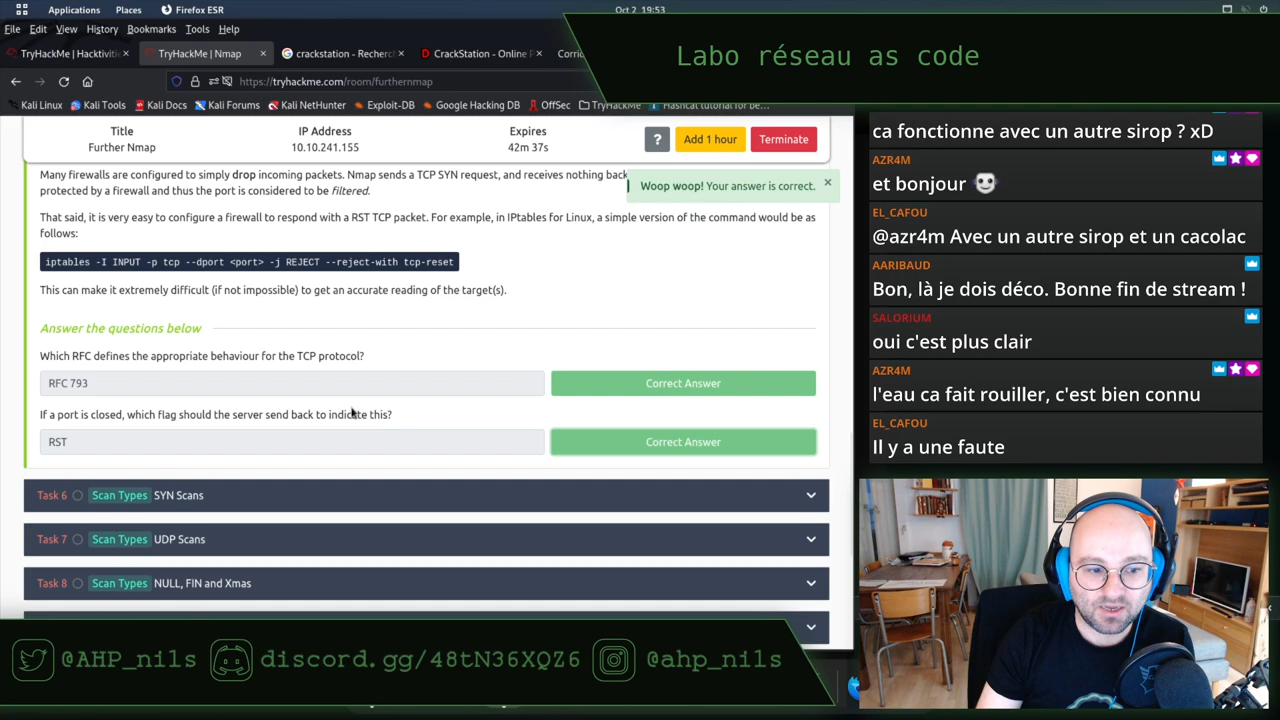 Applications Places Firefox ESR
Oct 2 19:53
File Edit View History Bookmarks Tools Help
TryHackMe | Hacktivitie × TryHackMe | Nmap × crackstation - Recherc × CrackStation - Online P × Corri
https://tryhackme.com/room/furthernmap
Kali Linux Kali Tools Kali Docs Kali Forums Kali NetHunter Exploit-DB Google Hacking DB OffSec TryHackMe Hashcat tutorial for be…
Labo réseau as code
Title IP Address Expires
Further Nmap 10.10.241.155 42m 37s
? Add 1 hour Terminate
Many firewalls are configured to simply drop incoming packets. Nmap sends a TCP SYN request, and receives nothing back
protected by a firewall and thus the port is considered to be filtered.
Woop woop! Your answer is correct. ×
That said, it is very easy to configure a firewall to respond with a RST TCP packet. For example, in IPtables for Linux, a simple version of the command would be as
follows:
iptables -I INPUT -p tcp --dport <port> -j REJECT --reject-with tcp-reset
This can make it extremely difficult (if not impossible) to get an accurate reading of the target(s).
Answer the questions below
Which RFC defines the appropriate behaviour for the TCP protocol?
RFC 793 Correct Answer
If a port is closed, which flag should the server send back to indicate this?
RST Correct Answer
Task 6 Scan Types SYN Scans
Task 7 Scan Types UDP Scans
Task 8 Scan Types NULL, FIN and Xmas
ca fonctionne avec un autre sirop ? xD
AZR4M
et bonjour
EL_CAFOU
@azr4m Avec un autre sirop et un cacolac
AARIBAUD
Bon, là je dois déco. Bonne fin de stream !
SALORIUM
oui c'est plus clair
AZR4M
l'eau ca fait rouiller, c'est bien connu
EL_CAFOU
Il y a une faute
@AHP_nils discord.gg/48tN36XQZ6 @ahp_nils